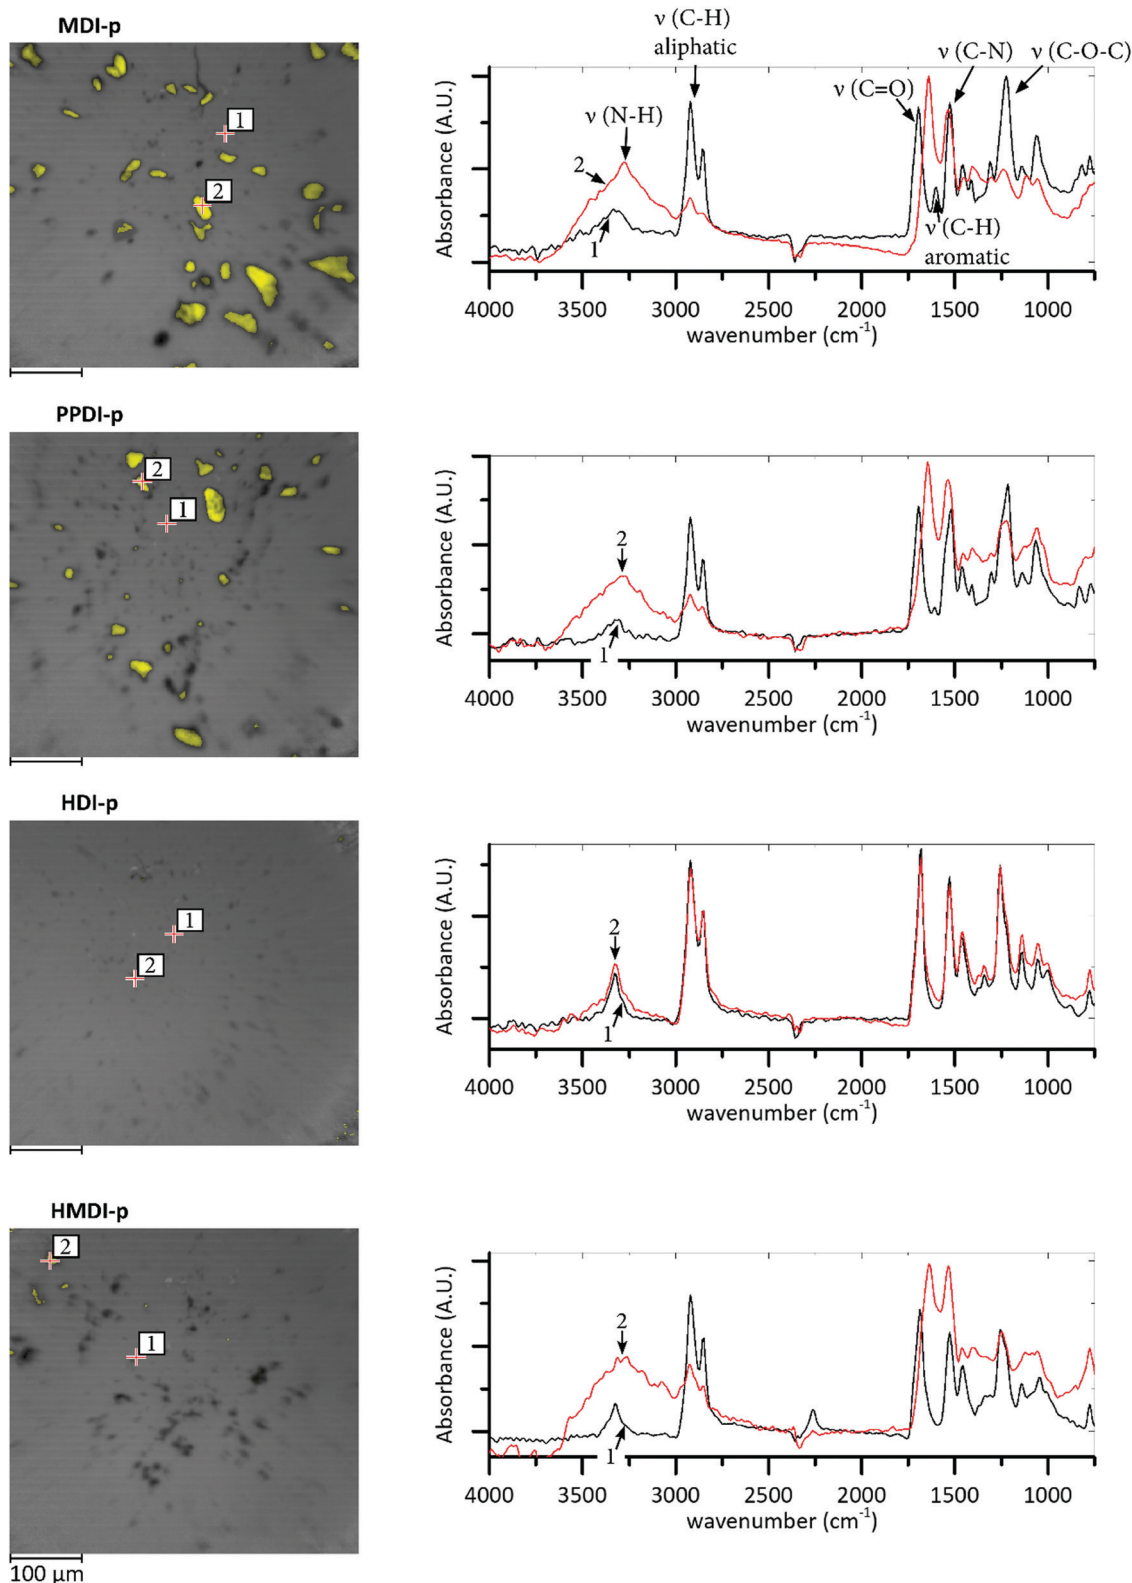 MDI-p
1
2
Absorbance (A.U.)
ν (C-H)
aliphatic
ν (N-H)
ν (C=O)
ν (C-N)
ν (C-O-C)
2
1
ν (C-H)
aromatic
4000 3500 3000 2500 2000 1500 1000
wavenumber (cm-1)
PPDI-p
2
1
Absorbance (A.U.)
2
1
4000 3500 3000 2500 2000 1500 1000
wavenumber (cm-1)
HDI-p
1
2
Absorbance (A.U.)
2
1
4000 3500 3000 2500 2000 1500 1000
wavenumber (cm-1)
HMDI-p
2
1
100 µm
Absorbance (A.U.)
2
1
4000 3500 3000 2500 2000 1500 1000
wavenumber (cm-1)